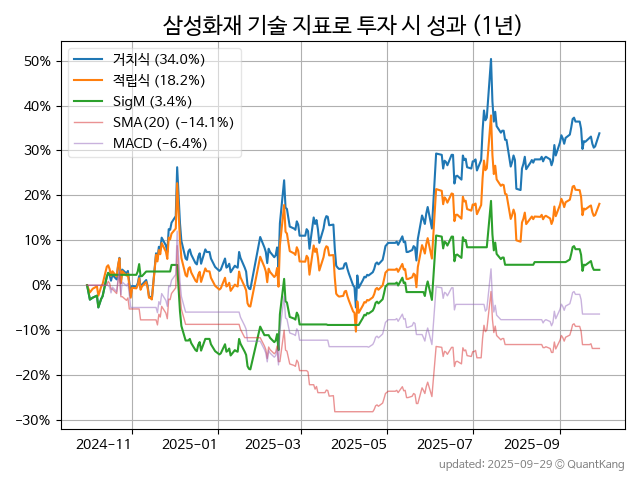 삼성화재 기술 지표로 투자 시 성과 (1년)
거치식 (34.0%)
적립식 (18.2%)
SigM (3.4%)
SMA(20) (−14.1%)
MACD (−6.4%)
50%
40%
30%
20%
10%
0%
−10%
−20%
−30%
2024-11 2025-01 2025-03 2025-05 2025-07 2025-09
updated: 2025-09-29 © QuantKang